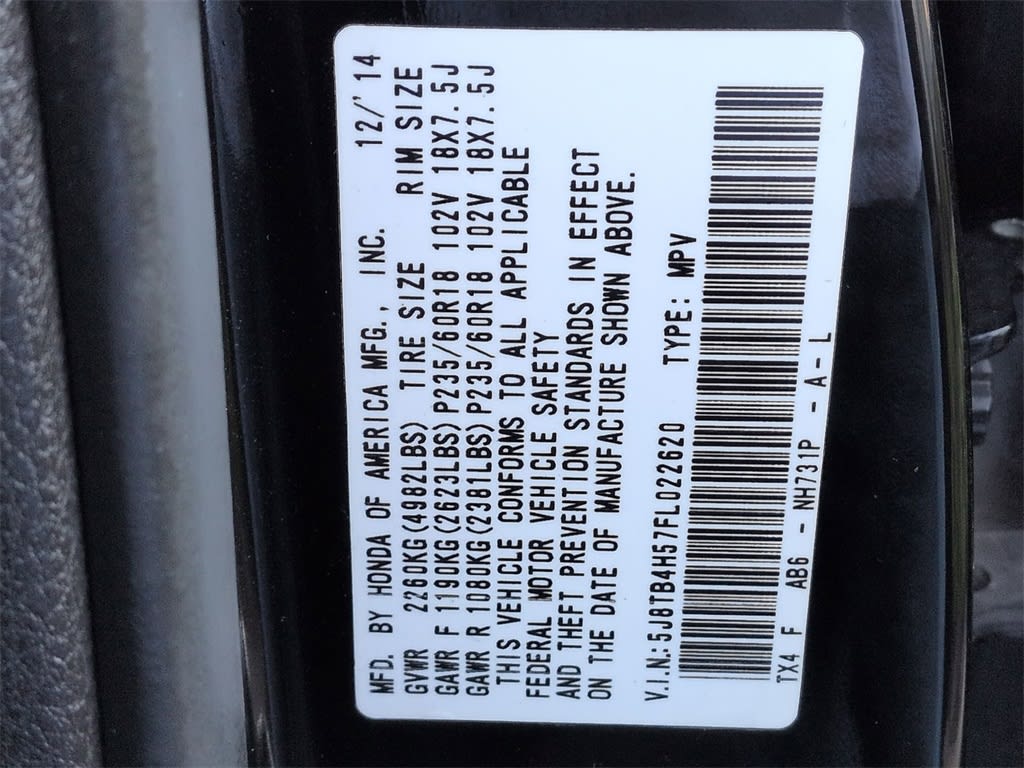 MFD. BY HONDA OF AMERICA MFG., INC. 12/'14
GVWR 2260KG(4982LBS) TIRE SIZE RIM SIZE
GAWR F 1190KG(2623LBS)P235/60R18 102V 18X7.5J
GAWR R 1080KG(2381LBS)P235/60R18 102V 18X7.5J
THIS VEHICLE CONFORMS TO ALL APPLICABLE
FEDERAL MOTOR VEHICLE SAFETY
AND THEFT PREVENTION STANDARDS IN EFFECT
ON THE DATE OF MANUFACTURE SHOWN ABOVE.
V.I.N:5J8TB4H57FL022620 TYPE: MPV
TX4 F AB6 - NH731P - A - L